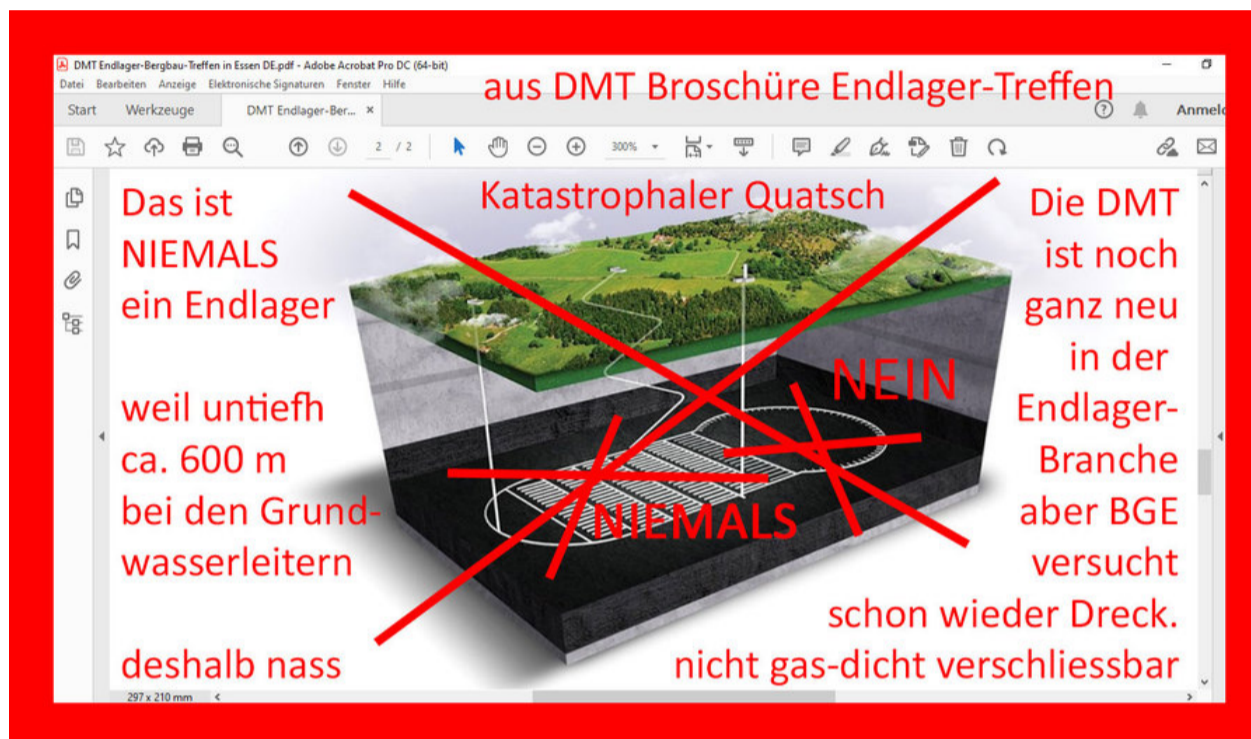 DMT Endlager-Bergbau-Treffen in Essen DE.pdf - Adobe Acrobat Pro DC (64-bit)
Datei Bearbeiten Anzeige Elektronische Signaturen Fenster Hilfe
aus DMT Broschüre Endlager-Treffen
Start Werkzeuge DMT Endlager-Ber... × Anmeld
2 / 2 300%
Katastrophaler Quatsch
Das ist
NIEMALS
ein Endlager
weil untiefh
ca. 600 m
bei den Grund-
wasserleitern
deshalb nass
NEIN
NIEMALS
Die DMT
ist noch
ganz neu
in der
Endlager-
Branche
aber BGE
versucht
schon wieder Dreck.
nicht gas-dicht verschliessbar
297 x 210 mm